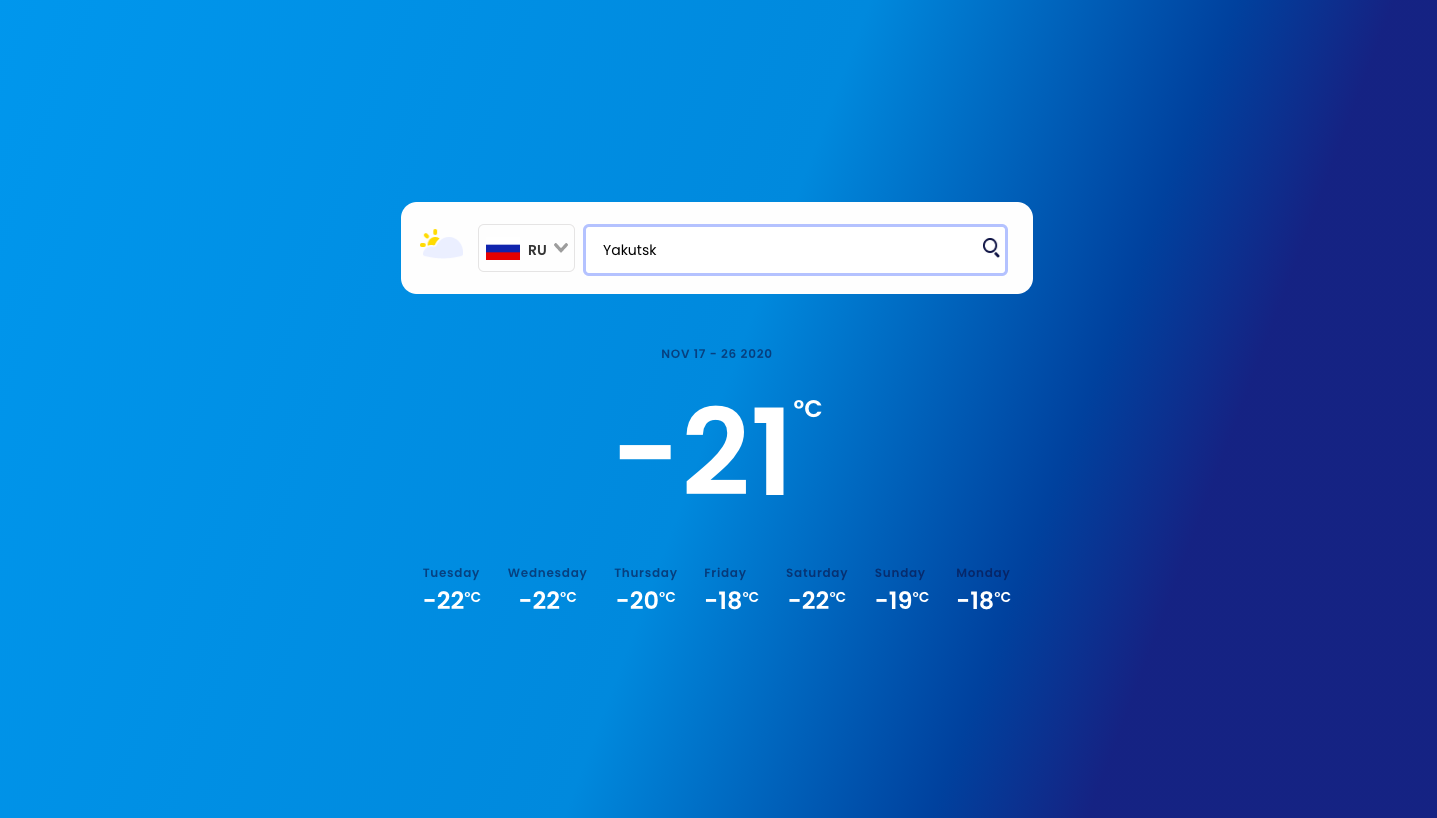 RU Yakutsk
NOV 17 - 26 2020
-21°C
Tuesday Wednesday Thursday Friday Saturday Sunday Monday
-22°C -22°C -20°C -18°C -22°C -19°C -18°C